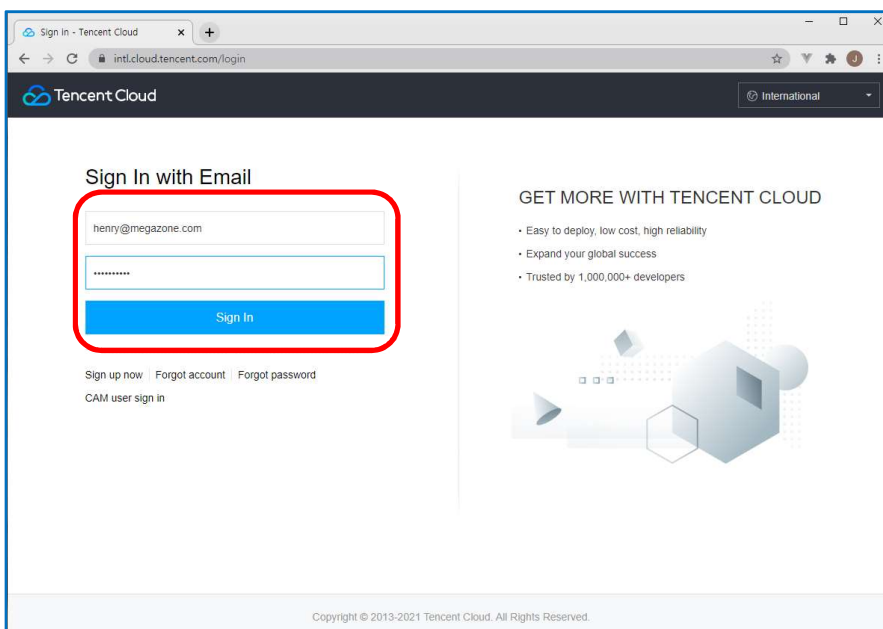 Sign in - Tencent Cloud
intl.cloud.tencent.com/login
J
Tencent Cloud
International
Sign In with Email
henry@megazone.com
••••••••••
Sign In
Sign up now
Forgot account
Forgot password
CAM user sign in
GET MORE WITH TENCENT CLOUD
• Easy to deploy, low cost, high reliability
• Expand your global success
• Trusted by 1,000,000+ developers
Copyright © 2013-2021 Tencent Cloud. All Rights Reserved.